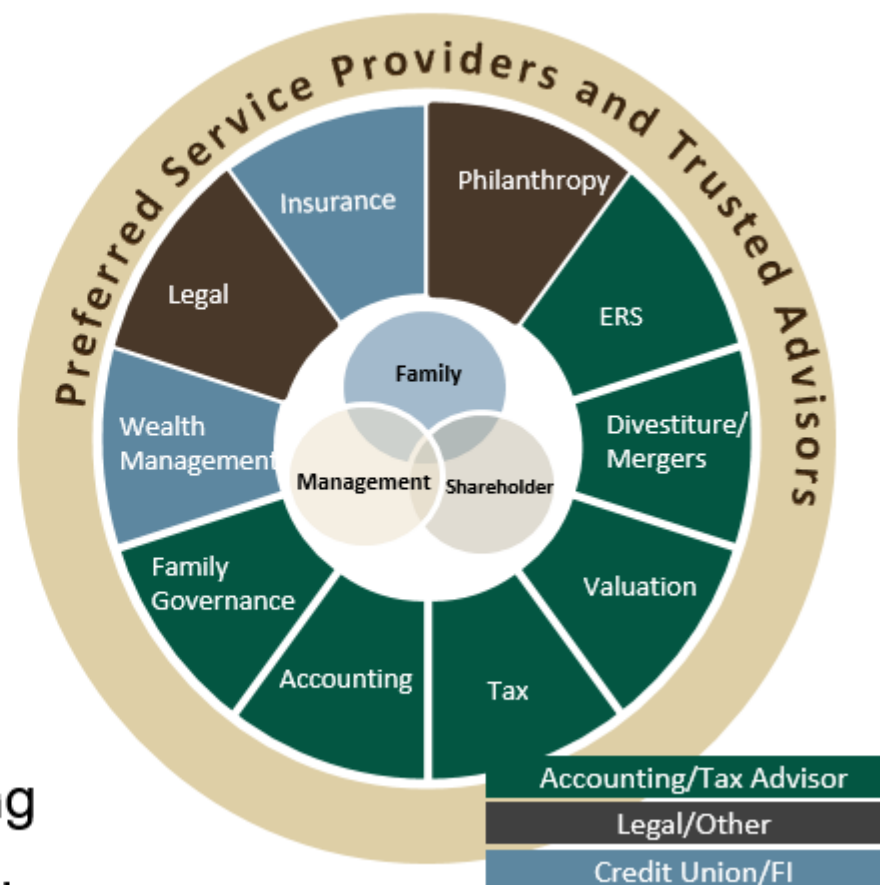 Preferred Service Providers and Trusted Advisors
Insurance
Philanthropy
Legal
ERS
Wealth
Management
Divestiture/
Mergers
Family
Governance
Valuation
Accounting
Tax
Family
Management
Shareholder
Accounting/Tax Advisor
Legal/Other
Credit Union/FI